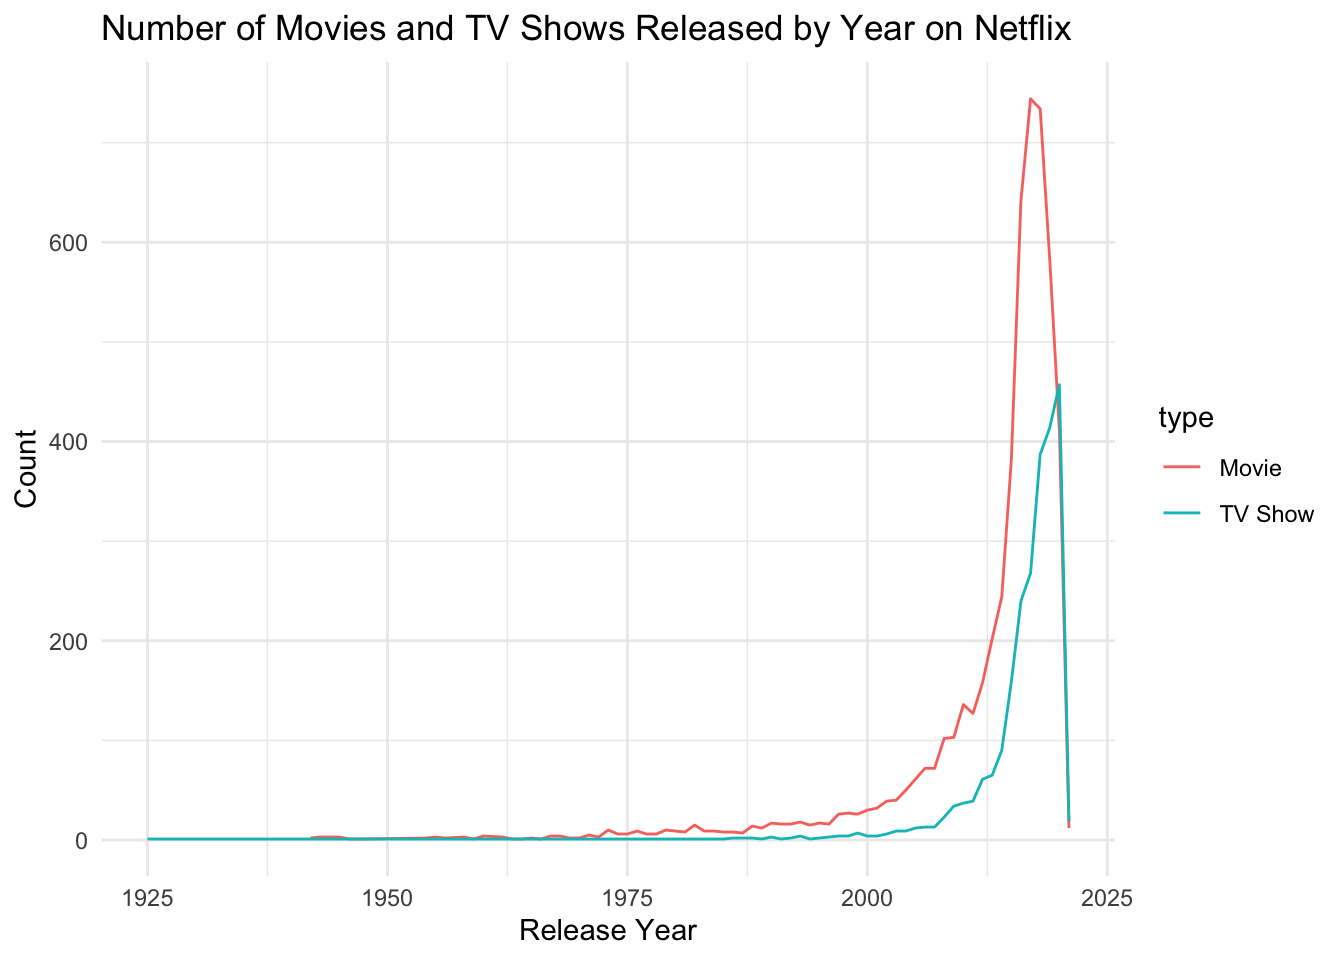 Number of Movies and TV Shows Released by Year on Netflix
600
400
200
0
Count
1925
1950
1975
2000
2025
Release Year
type
Movie
TV Show